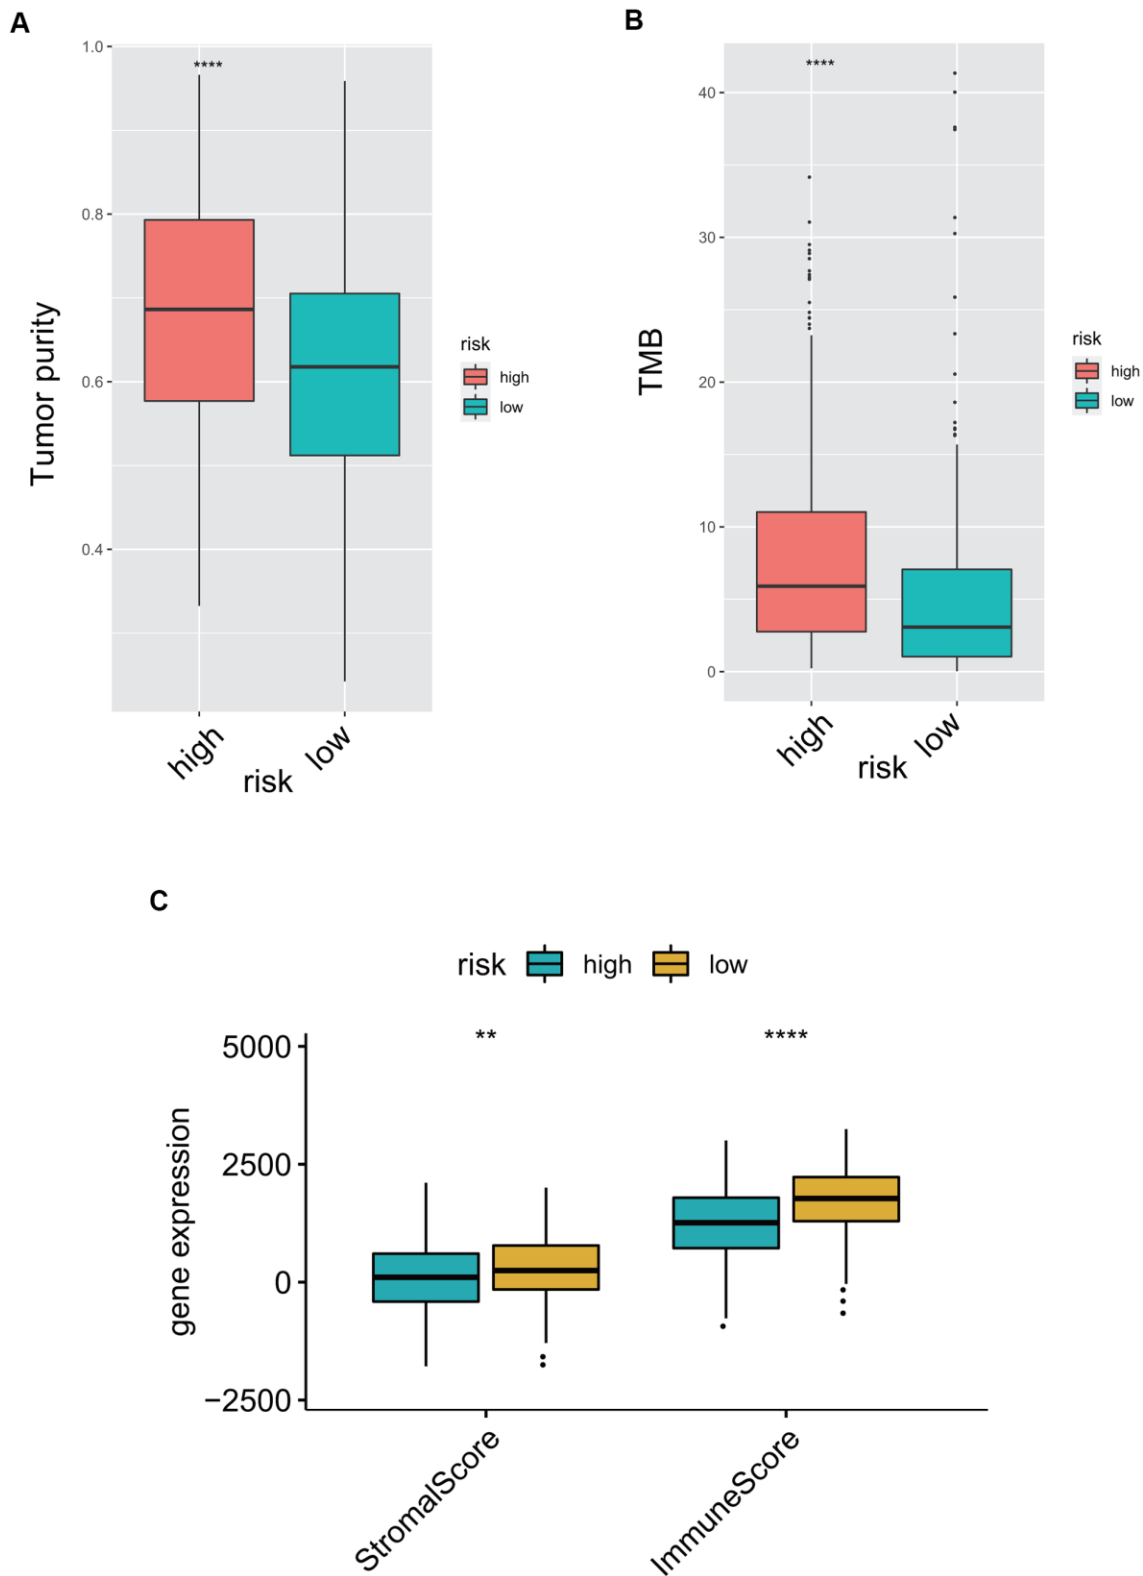 A
1.0
****
0.8
0.6
0.4
Tumor purity
high
low
risk
risk
high
low
B
****
40
30
20
10
0
TMB
high
low
risk
risk
high
low
C
risk high low
5000
2500
0
−2500
gene expression
**
****
StromalScore
ImmuneScore